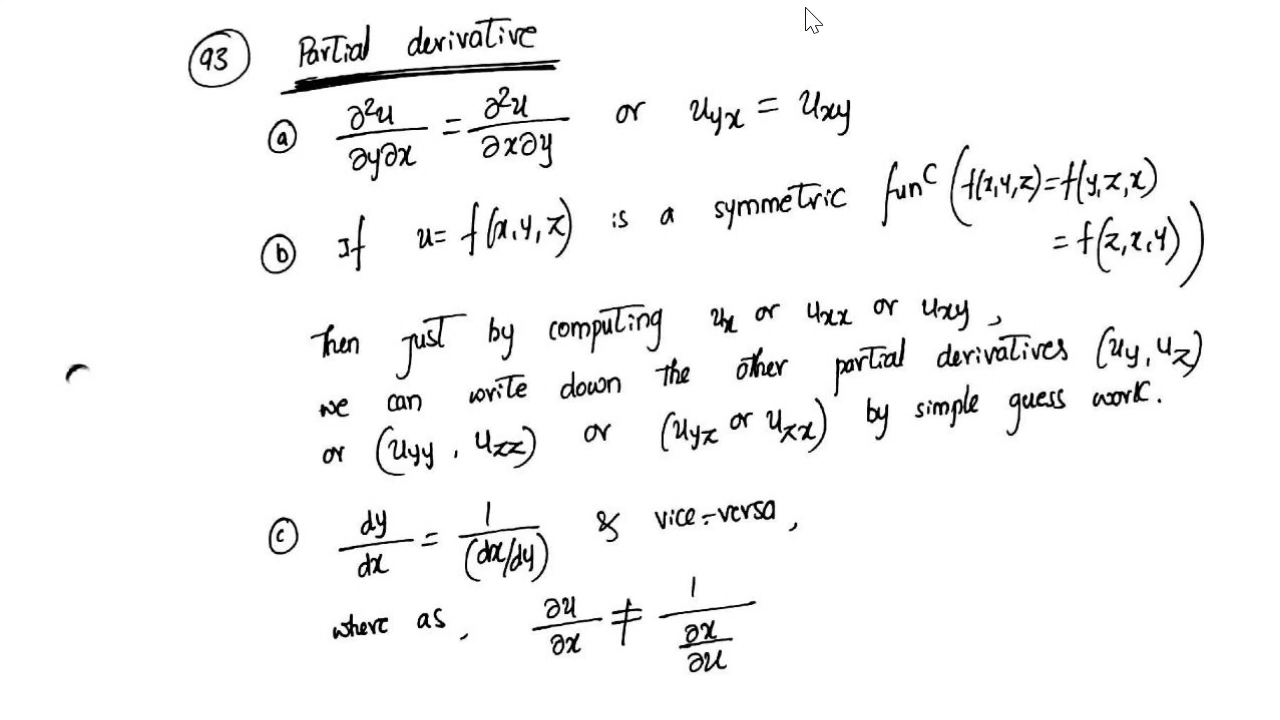 93 Partial derivative
(a) ∂²u/∂y∂x = ∂²u/∂x∂y or u_yx = u_xy
(b) If u = f(x,y,z) is a symmetric func (f(x,y,z)=f(y,z,x)
= f(z,x,y))
Then just by computing u_x or u_xx or u_xy,
we can write down the other partial derivatives (u_y, u_z)
or (u_yy, u_zz) or (u_yz or u_zx) by simple guess work.
(c) dy/dx = 1/(dx/dy) & vice-versa,
where as, ∂u/∂x ≠ 1/(∂x/∂u)